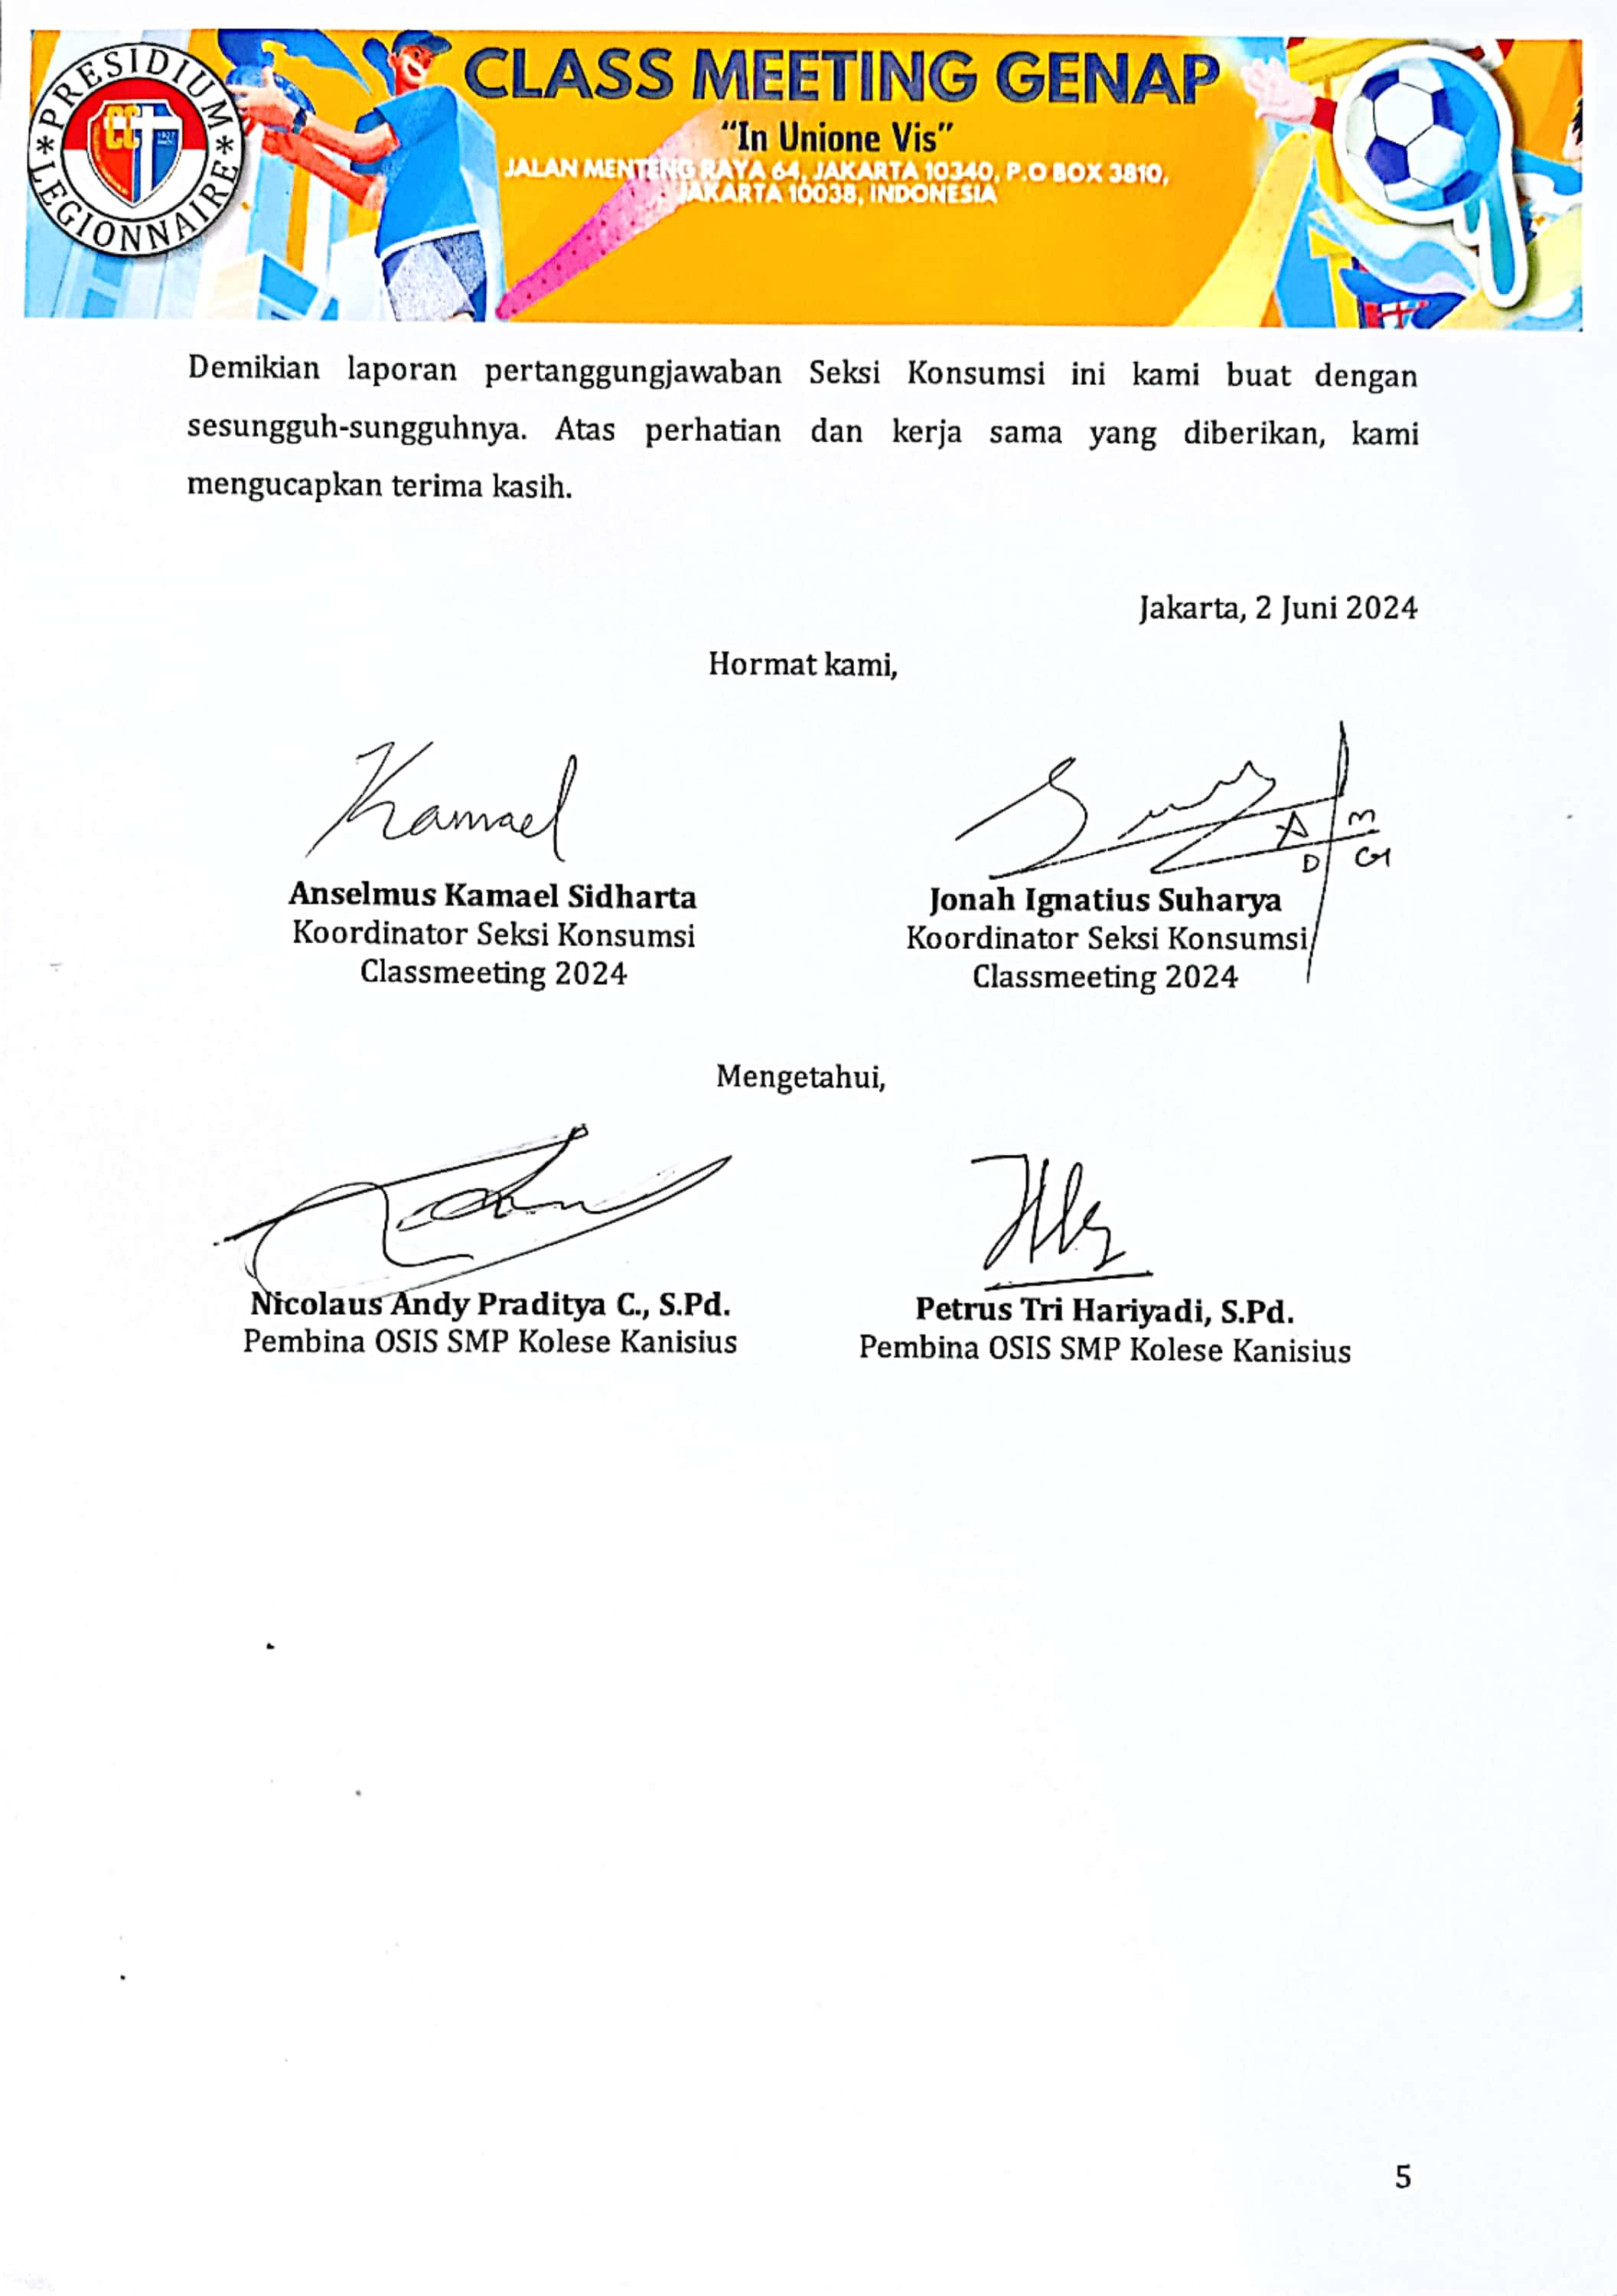 PRESIDIUM
LEGIONNAIRE
CC
CLASS MEETING GENAP
“In Unione Vis”
JALAN MENTENG RAYA 64, JAKARTA 10340, P.O BOX 3810,
JAKARTA 10038, INDONESIA
Demikian laporan pertanggungjawaban Seksi Konsumsi ini kami buat dengan
sesungguh-sungguhnya. Atas perhatian dan kerja sama yang diberikan, kami
mengucapkan terima kasih.
Jakarta, 2 Juni 2024
Hormat kami,
Kamael
A M
D G
Anselmus Kamael Sidharta
Koordinator Seksi Konsumsi
Classmeeting 2024
Jonah Ignatius Suharya
Koordinator Seksi Konsumsi
Classmeeting 2024
Mengetahui,
Nicolaus Andy Praditya C., S.Pd.
Pembina OSIS SMP Kolese Kanisius
Petrus Tri Hariyadi, S.Pd.
Pembina OSIS SMP Kolese Kanisius
5